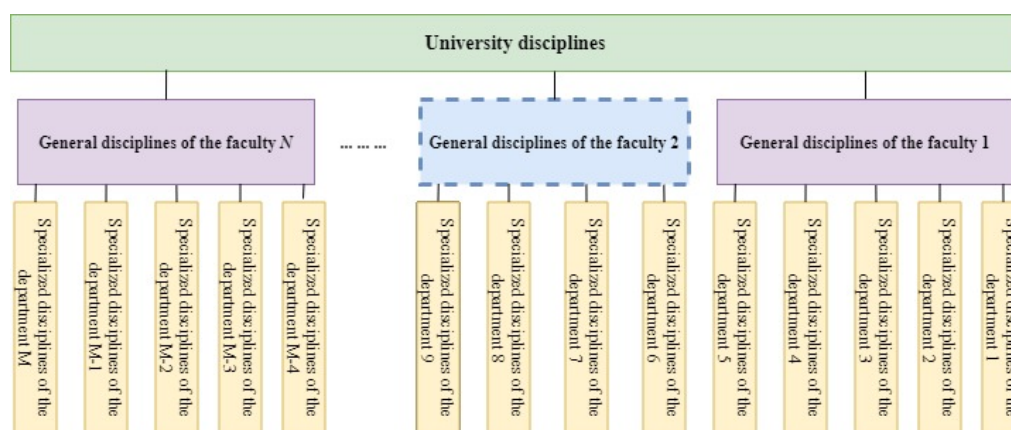 University disciplines
General disciplines of the faculty N
... ... ...
General disciplines of the faculty 2
General disciplines of the faculty 1
Specialized disciplines of the
department M
Specialized disciplines of the
department M-1
Specialized disciplines of the
department M-2
Specialized disciplines of the
department M-3
Specialized disciplines of the
department M-4
Specialized disciplines of the
department 9
Specialized disciplines of the
department 8
Specialized disciplines of the
department 7
Specialized disciplines of the
department 6
Specialized disciplines of the
department 5
Specialized disciplines of the
department 4
Specialized disciplines of the
department 3
Specialized disciplines of the
department 2
Specialized disciplines of the
department 1